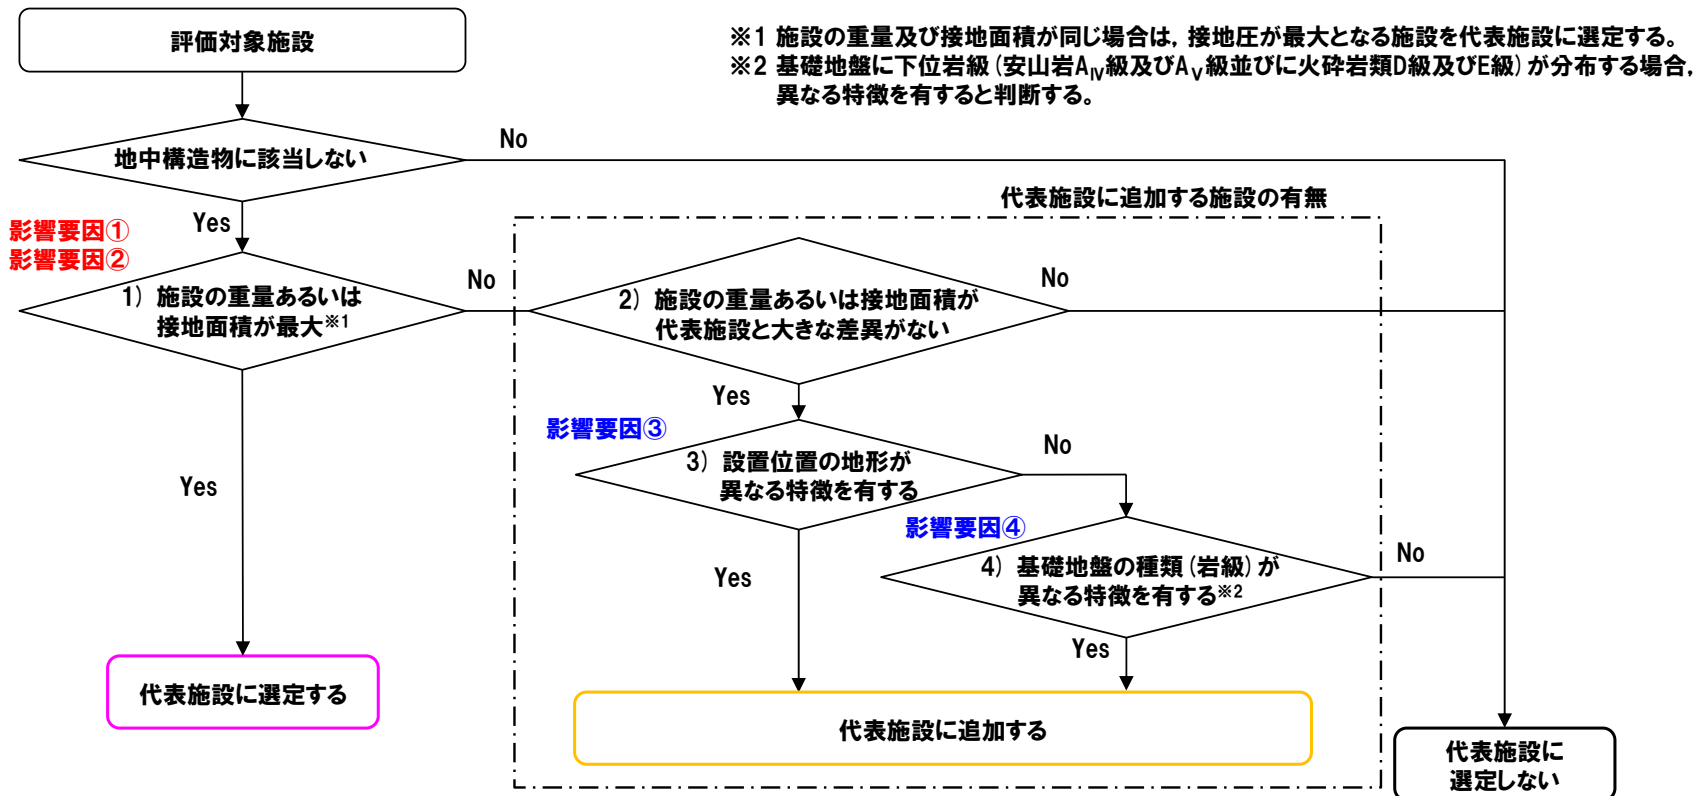 評価対象施設
※1 施設の重量及び接地面積が同じ場合は，接地圧が最大となる施設を代表施設に選定する。
※2 基礎地盤に下位岩級（安山岩AⅣ級及びAⅤ級並びに火砕岩類D級及びE級）が分布する場合，
異なる特徴を有すると判断する。
地中構造物に該当しない
No
Yes
代表施設に追加する施設の有無
影響要因①
影響要因②
1）施設の重量あるいは
接地面積が最大※1
No
2）施設の重量あるいは接地面積が
代表施設と大きな差異がない
No
Yes
Yes
影響要因③
3）設置位置の地形が
異なる特徴を有する
No
Yes
影響要因④
4）基礎地盤の種類（岩級）が
異なる特徴を有する※2
No
Yes
代表施設に選定する
代表施設に追加する
代表施設に
選定しない